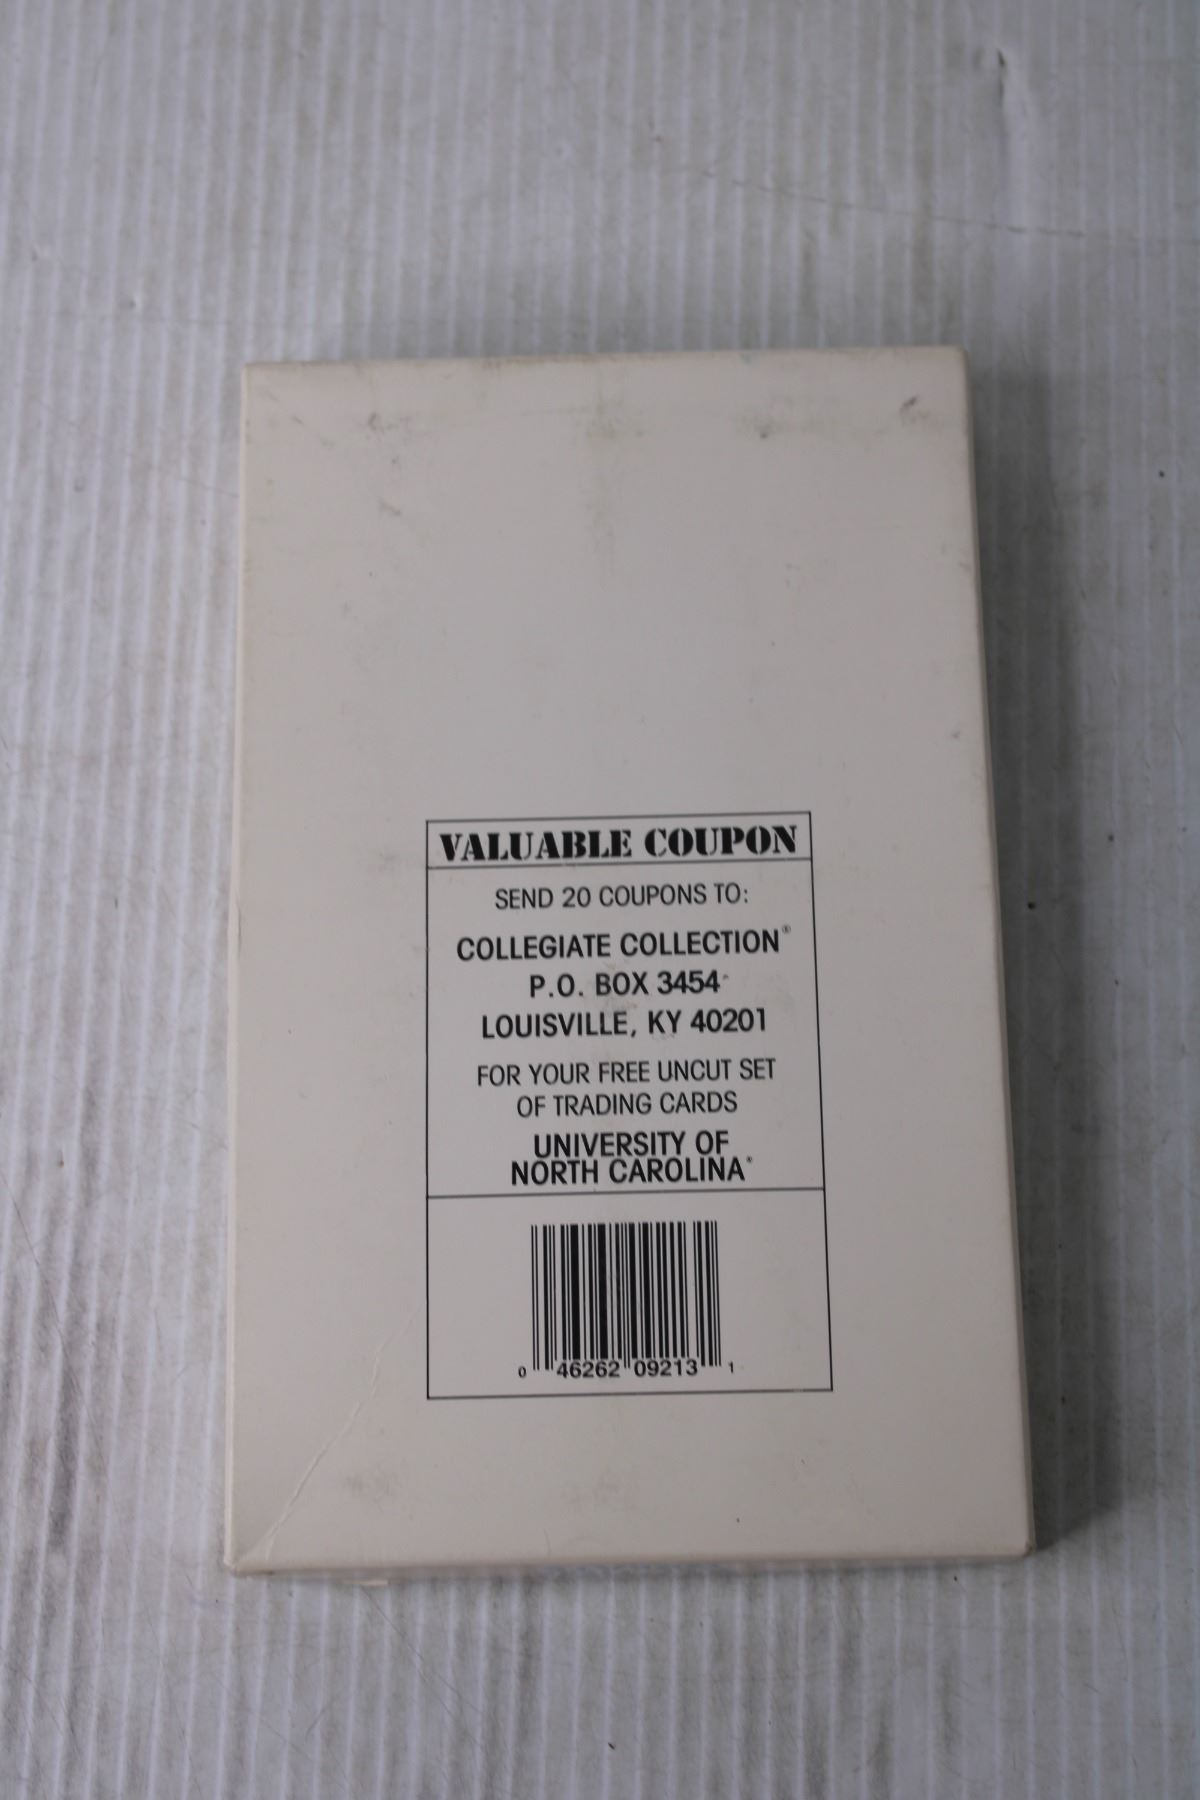 VALUABLE COUPON
SEND 20 COUPONS TO:
COLLEGIATE COLLECTION®
P.O. BOX 3454
LOUISVILLE, KY 40201
FOR YOUR FREE UNCUT SET
OF TRADING CARDS
UNIVERSITY OF
NORTH CAROLINA®
0 46262 09213 1